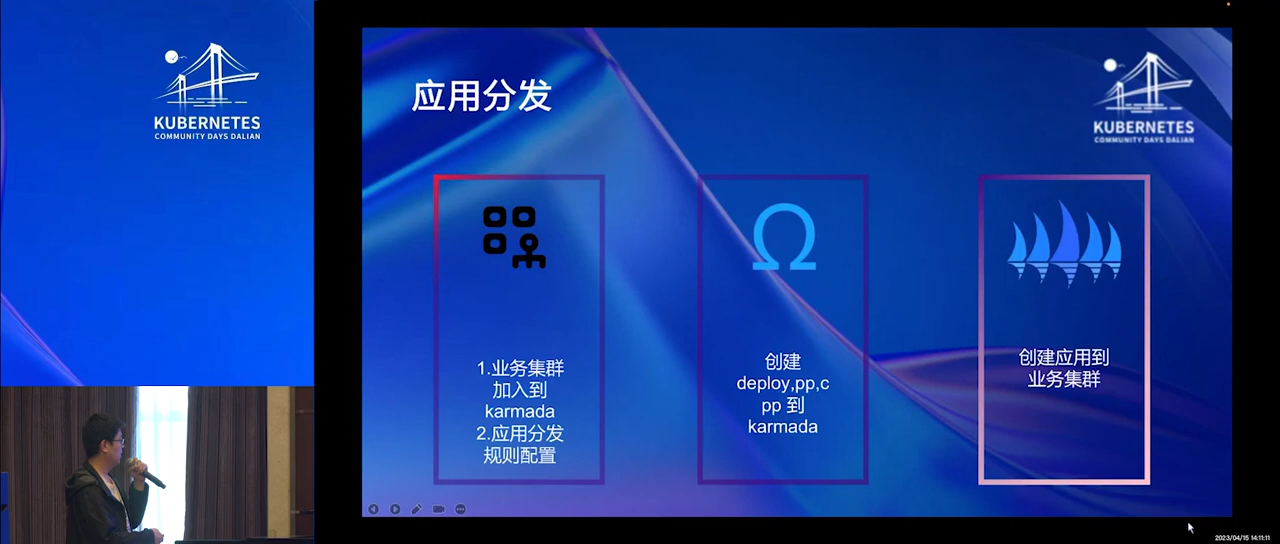 KUBERNETES
COMMUNITY DAYS DALIAN
应用分发
KUBERNETES
COMMUNITY DAYS DALIAN
1.业务集群
加入到
karmada
2.应用分发
规则配置
Ω
创建
deploy,pp,c
pp 到
karmada
创建应用到
业务集群
2023/04/15 14:11:11